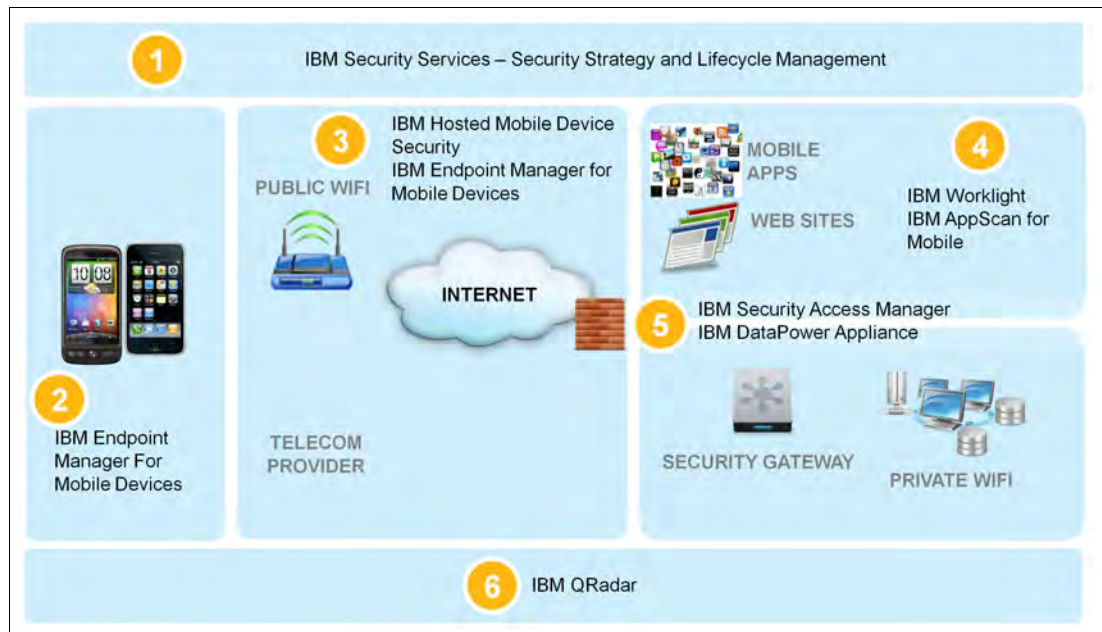 1
IBM Security Services – Security Strategy and Lifecycle Management
10 08
2
IBM Endpoint
Manager For
Mobile Devices
3
IBM Hosted Mobile Device
Security
IBM Endpoint Manager for
Mobile Devices
PUBLIC WIFI
INTERNET
TELECOM
PROVIDER
MOBILE
APPS
WEB SITES
4
IBM Worklight
IBM AppScan for
Mobile
5
IBM Security Access Manager
IBM DataPower Appliance
SECURITY GATEWAY
PRIVATE WIFI
6
IBM QRadar